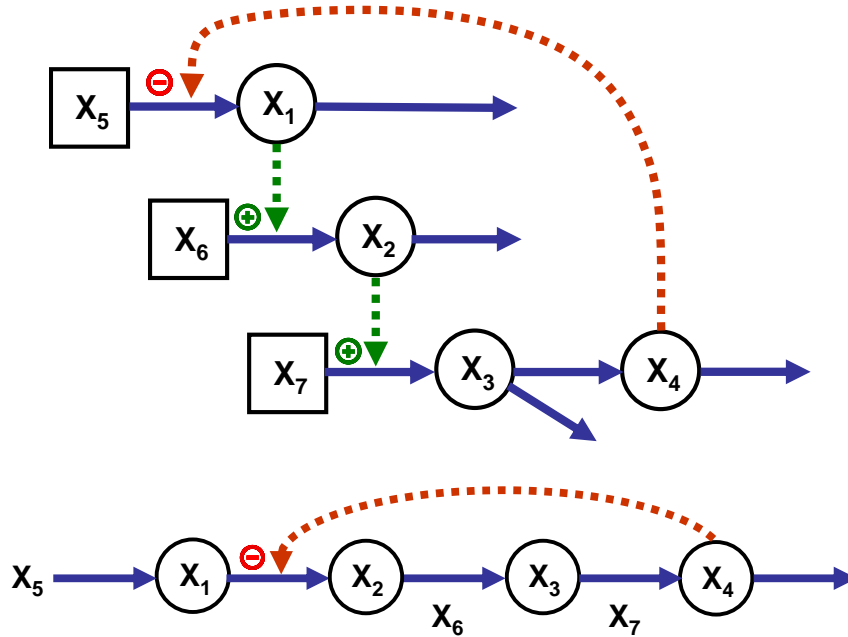 ⊖
X₅ X₁
⊕
X₆ X₂
⊕
X₇ X₃ X₄
⊖
X₅ X₁ X₂ X₃ X₄
X₆ X₇